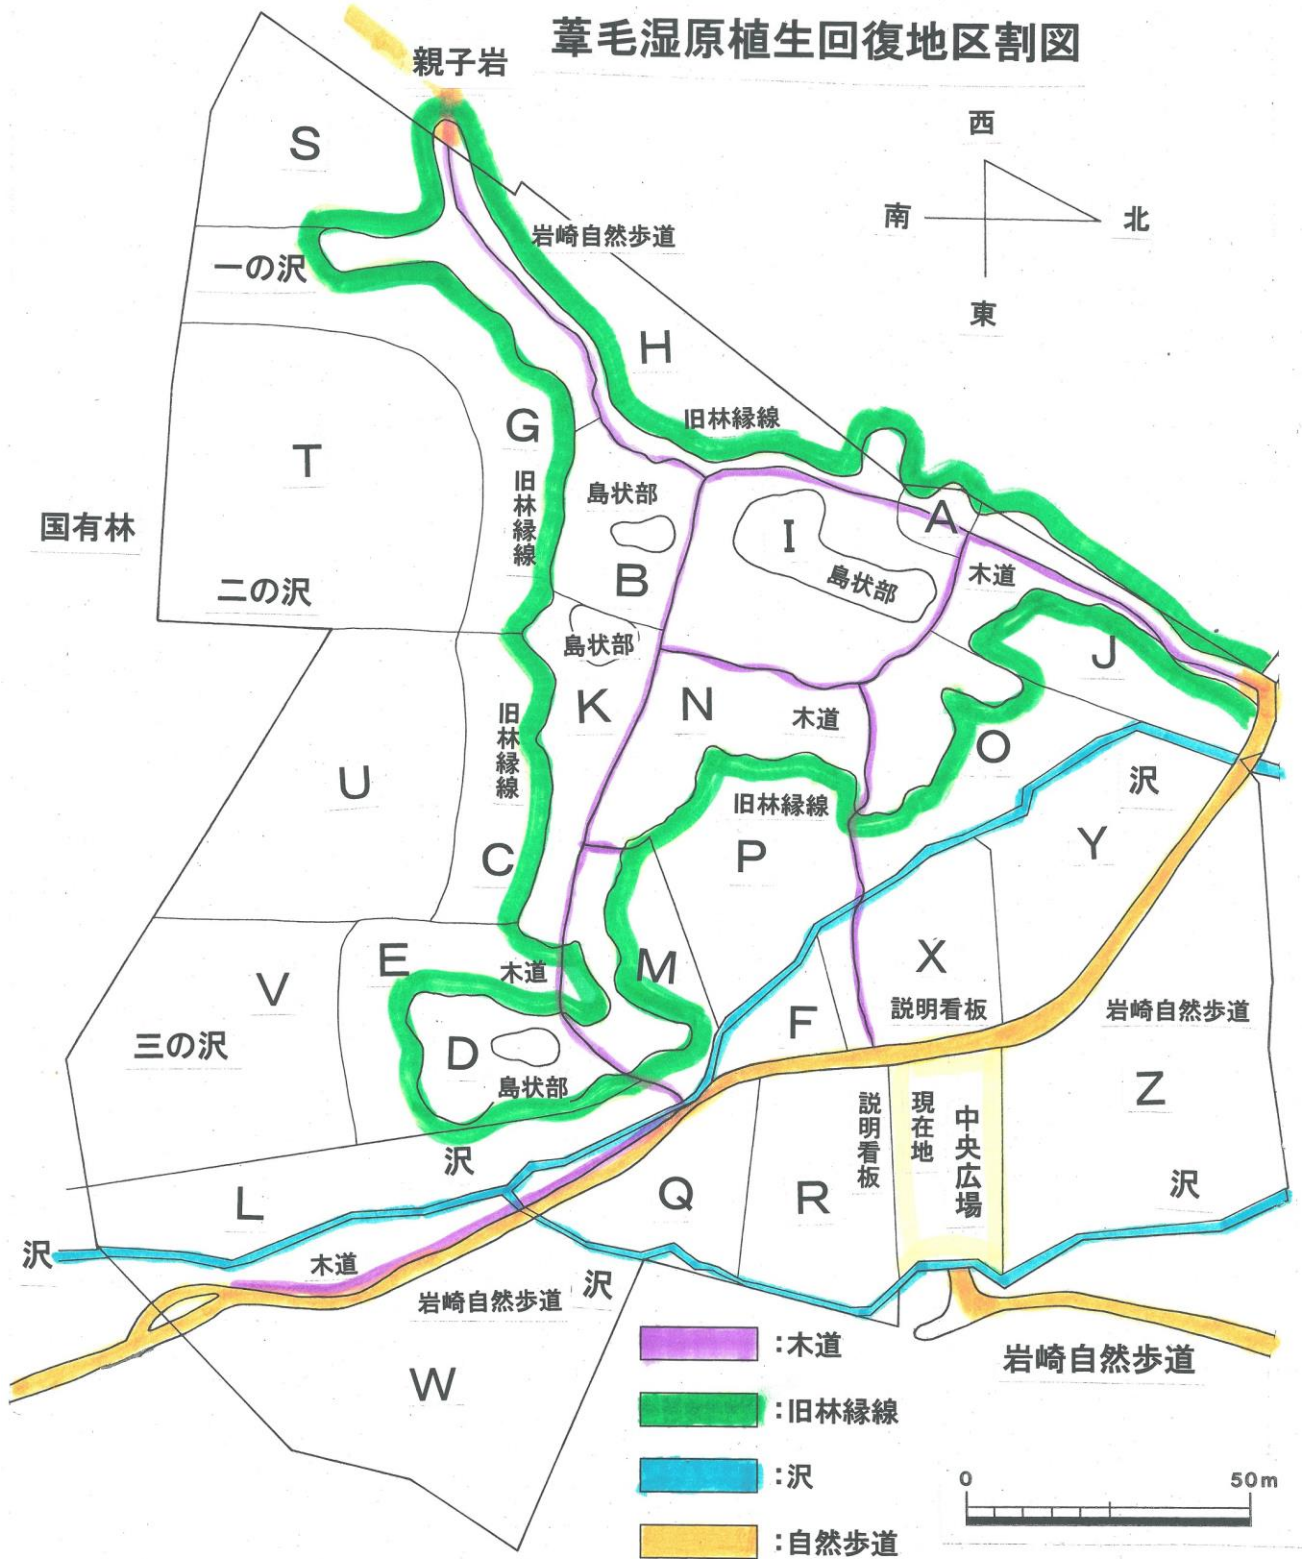 葦毛湿原植生回復地区割図
親子岩
西
南
北
東
S
岩崎自然歩道
一の沢
H
旧林縁線
G
T
旧林縁線
島状部
I
A
国有林
木道
島状部
B
二の沢
島状部
J
K
N
木道
旧林縁線
O
U
沢
旧林縁線
Y
P
C
E
木道
M
X
V
説明看板
岩崎自然歩道
F
三の沢
D
島状部
Z
説明看板
現在地
中央広場
沢
沢
Q
R
L
沢
木道
沢
岩崎自然歩道
W
岩崎自然歩道
:木道
:旧林縁線
:沢
:自然歩道
0
50m